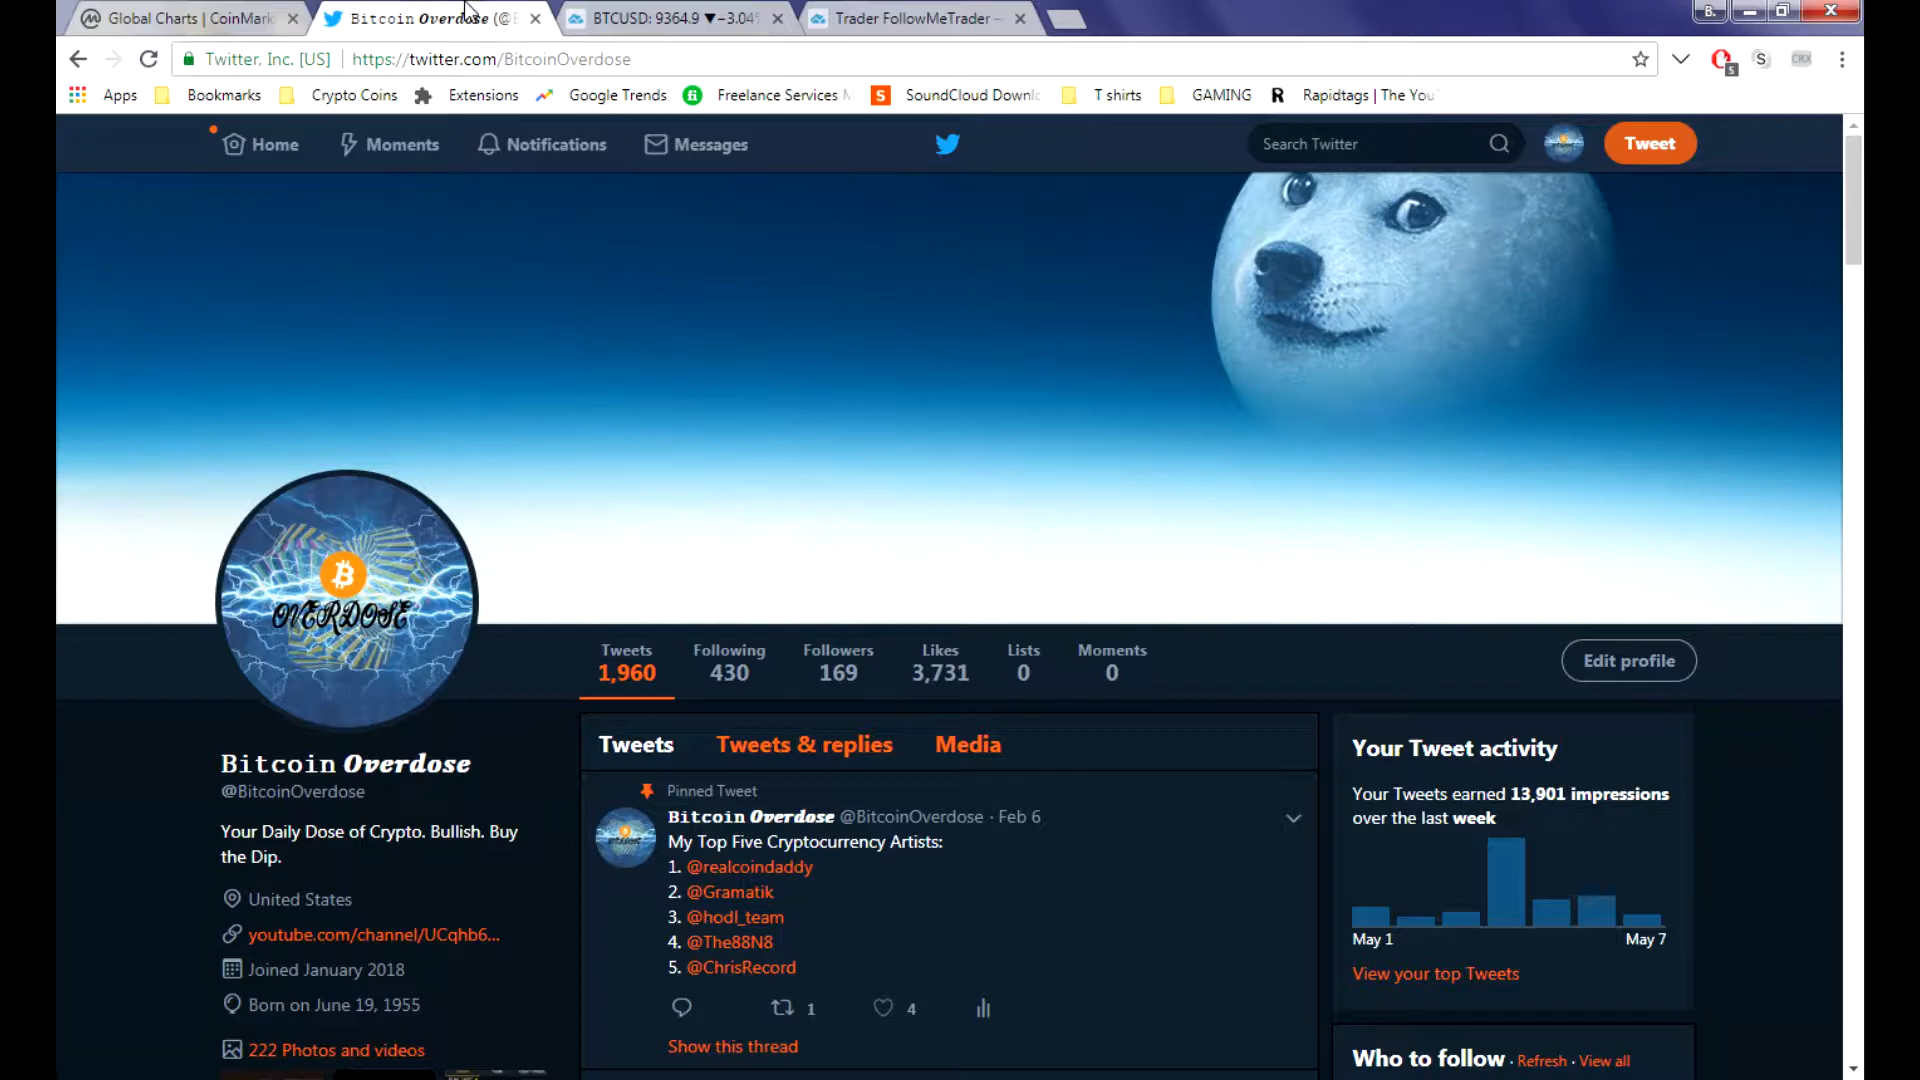 Global Charts | CoinMark
Bitcoin Overdose (@B
BTCUSD: 9364.9 ▼−3.04%
Trader FollowMeTrader —
B.
Twitter, Inc. [US] | https://twitter.com/BitcoinOverdose
5
S
CRX
Apps
Bookmarks
Crypto Coins
Extensions
Google Trends
fi
Freelance Services M
S
SoundCloud Downlo
T shirts
GAMING
R
Rapidtags | The You
Home
Moments
Notifications
Messages
Search Twitter
Tweet
OVERDOSE
Tweets
1,960
Following
430
Followers
169
Likes
3,731
Lists
0
Moments
0
Edit profile
Bitcoin Overdose
@BitcoinOverdose
Your Daily Dose of Crypto. Bullish. Buy
the Dip.
United States
youtube.com/channel/UCqhb6...
Joined January 2018
Born on June 19, 1955
222 Photos and videos
Tweets
Tweets & replies
Media
Pinned Tweet
Bitcoin Overdose @BitcoinOverdose · Feb 6
My Top Five Cryptocurrency Artists:
1. @realcoindaddy
2. @Gramatik
3. @hodl_team
4. @The88N8
5. @ChrisRecord
1
4
Show this thread
Your Tweet activity
Your Tweets earned 13,901 impressions
over the last week
May 1
May 7
View your top Tweets
Who to follow · Refresh · View all